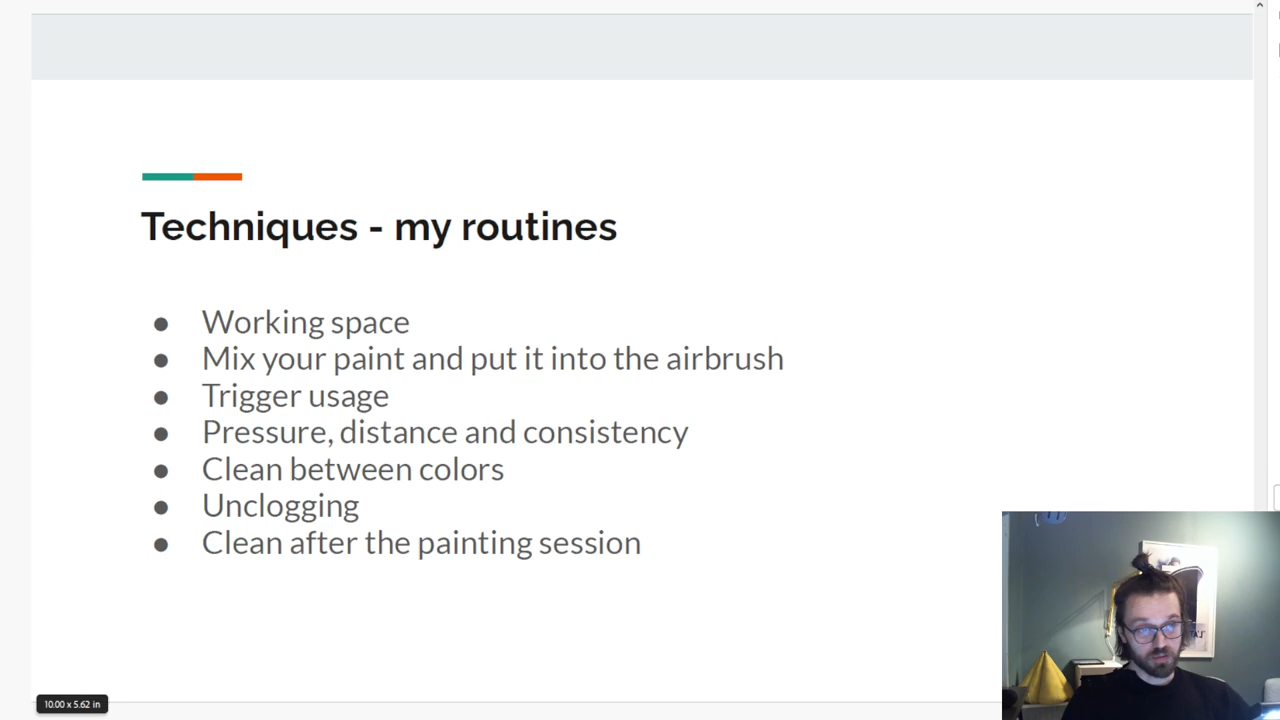 Techniques - my routines
● Working space
● Mix your paint and put it into the airbrush
● Trigger usage
● Pressure, distance and consistency
● Clean between colors
● Unclogging
● Clean after the painting session
10.00 x 5.62 in